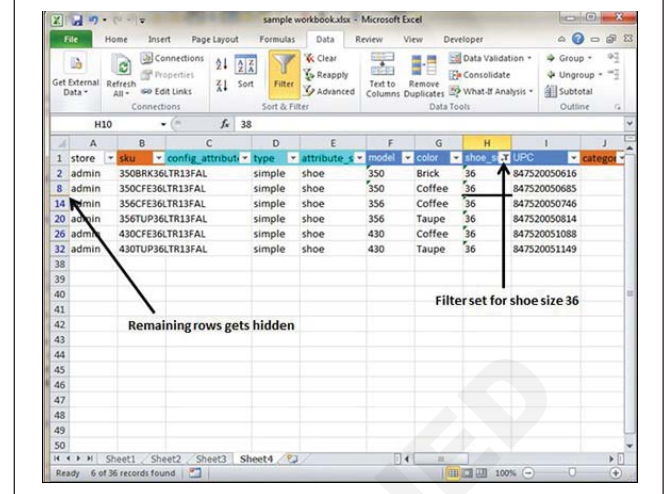 sample workbook.xlsx - Microsoft Excel
File Home Insert Page Layout Formulas Data Review View Developer
Get External Data Refresh All Connections Properties Edit Links Sort Filter Clear Reapply Advanced Text to Columns Remove Duplicates Data Validation Consolidate What-If Analysis Group Ungroup Subtotal
Connections Sort & Filter Data Tools Outline
H10 fx 38
A B C D E F G H I J
1 store sku config_attribut type attribute_s model color shoe_si UPC categor
2 admin 350BRK36LTR13FAL simple shoe 350 Brick 36 847520050616
8 admin 350CFE36LTR13FAL simple shoe 350 Coffee 36 847520050685
14 admin 356CFE36LTR13FAL simple shoe 356 Coffee 36 847520050746
20 admin 356TUP36LTR13FAL simple shoe 356 Taupe 36 847520050814
26 admin 430CFE36LTR13FAL simple shoe 430 Coffee 36 847520051088
32 admin 430TUP36LTR13FAL simple shoe 430 Taupe 36 847520051149
38
39
40
Filter set for shoe size 36
41
42
Remaining rows gets hidden
43
44
45
46
47
48
49
50
Sheet1 Sheet2 Sheet3 Sheet4
Ready 6 of 36 records found 100%